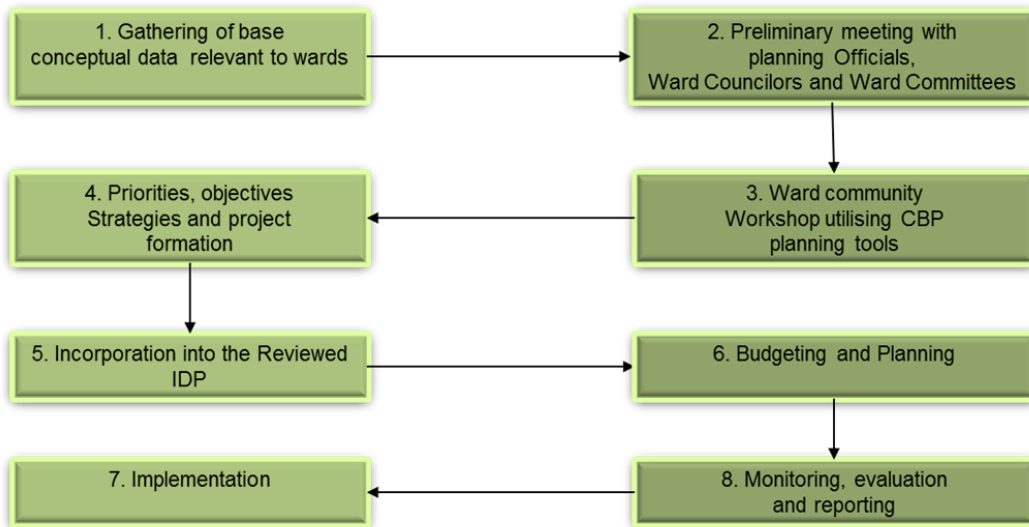 1. Gathering of base
conceptual data relevant to wards
2. Preliminary meeting with
planning Officials,
Ward Councilors and Ward Committees
4. Priorities, objectives
Strategies and project
formation
3. Ward community
Workshop utilising CBP
planning tools
5. Incorporation into the Reviewed
IDP
6. Budgeting and Planning
7. Implementation
8. Monitoring, evaluation
and reporting